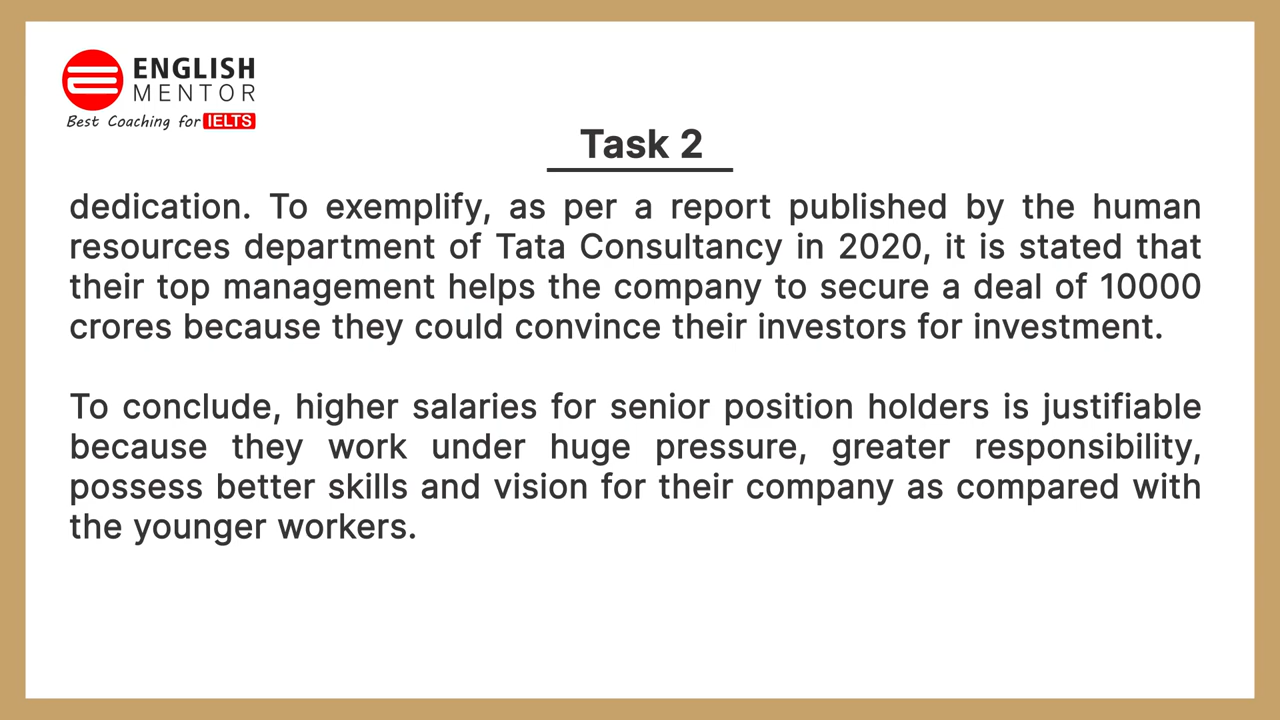 ENGLISH
MENTOR
Best Coaching for IELTS
Task 2
dedication. To exemplify, as per a report published by the human
resources department of Tata Consultancy in 2020, it is stated that
their top management helps the company to secure a deal of 10000
crores because they could convince their investors for investment.
To conclude, higher salaries for senior position holders is justifiable
because they work under huge pressure, greater responsibility,
possess better skills and vision for their company as compared with
the younger workers.